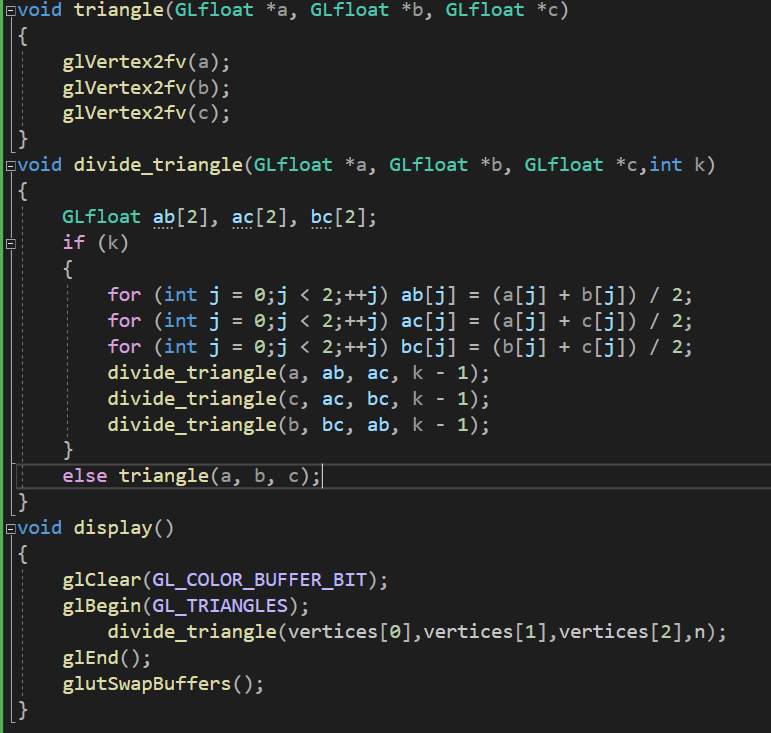 void triangle(GLfloat *a, GLfloat *b, GLfloat *c)
{
    glVertex2fv(a);
    glVertex2fv(b);
    glVertex2fv(c);
}
void divide_triangle(GLfloat *a, GLfloat *b, GLfloat *c,int k)
{
    GLfloat ab[2], ac[2], bc[2];
    if (k)
    {
        for (int j = 0;j < 2;++j) ab[j] = (a[j] + b[j]) / 2;
        for (int j = 0;j < 2;++j) ac[j] = (a[j] + c[j]) / 2;
        for (int j = 0;j < 2;++j) bc[j] = (b[j] + c[j]) / 2;
        divide_triangle(a, ab, ac, k - 1);
        divide_triangle(c, ac, bc, k - 1);
        divide_triangle(b, bc, ab, k - 1);
    }
    else triangle(a, b, c);
}
void display()
{
    glClear(GL_COLOR_BUFFER_BIT);
    glBegin(GL_TRIANGLES);
        divide_triangle(vertices[0],vertices[1],vertices[2],n);
    glEnd();
    glutSwapBuffers();
}